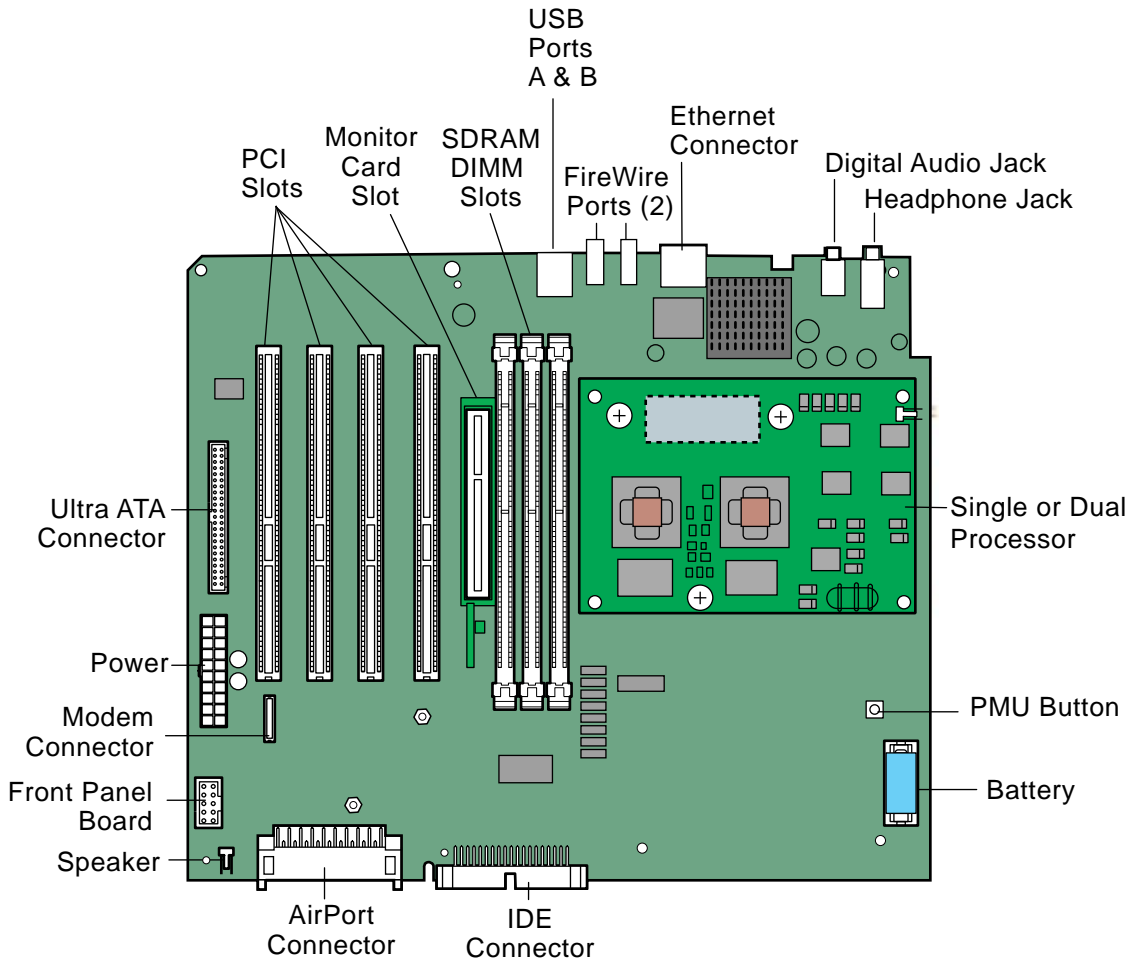 USB
Ports
A & B
Ethernet
Connector
Monitor
Card
Slot
SDRAM
DIMM
Slots
PCI
Slots
FireWire
Ports (2)
Digital Audio Jack
Headphone Jack
Ultra ATA
Connector
Single or Dual
Processor
Power
Modem
Connector
PMU Button
Front Panel
Board
Battery
Speaker
AirPort
Connector
IDE
Connector